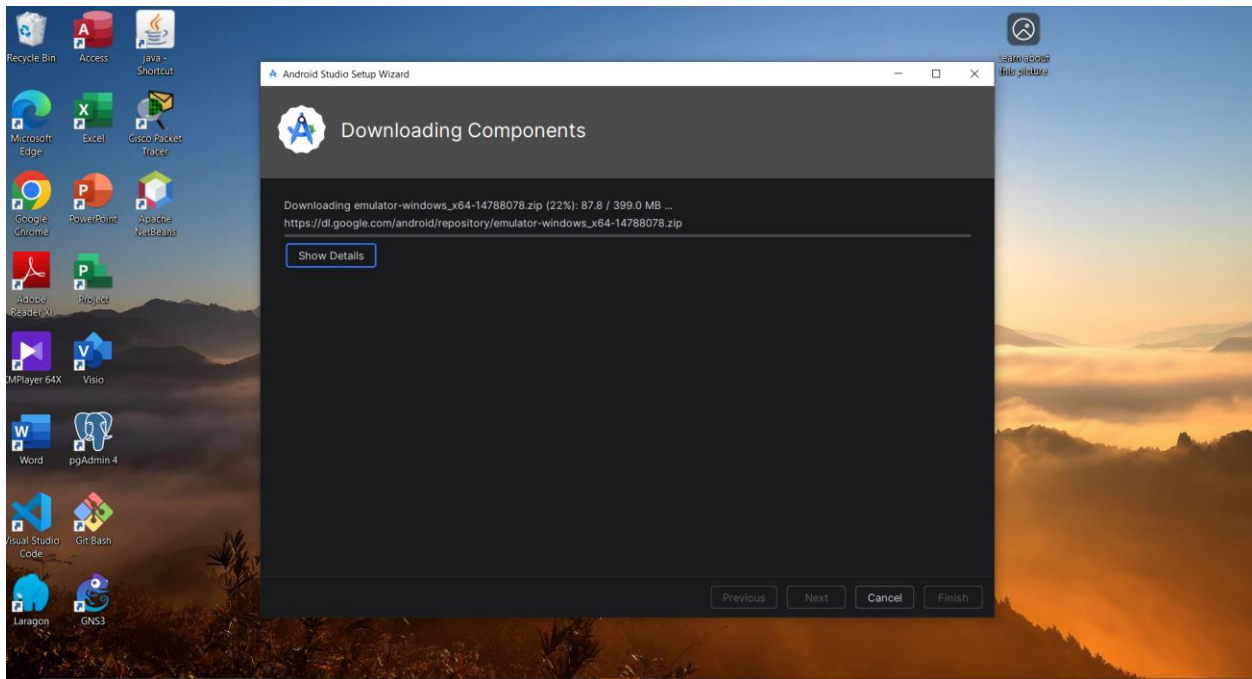 Recycle Bin
Access
java -
Shortcut
Learn about
this picture
Microsoft
Edge
Excel
Cisco Packet
Tracer
Google
Chrome
PowerPoint
Apache
NetBeans
Adobe
Reader XI
Project
KMPlayer 64X
Visio
Word
pgAdmin 4
Visual Studio
Code
Git Bash
Laragon
GNS3
Android Studio Setup Wizard
Downloading Components
Downloading emulator-windows_x64-14788078.zip (22%): 87.8 / 399.0 MB ...
https://dl.google.com/android/repository/emulator-windows_x64-14788078.zip
Show Details
Previous
Next
Cancel
Finish